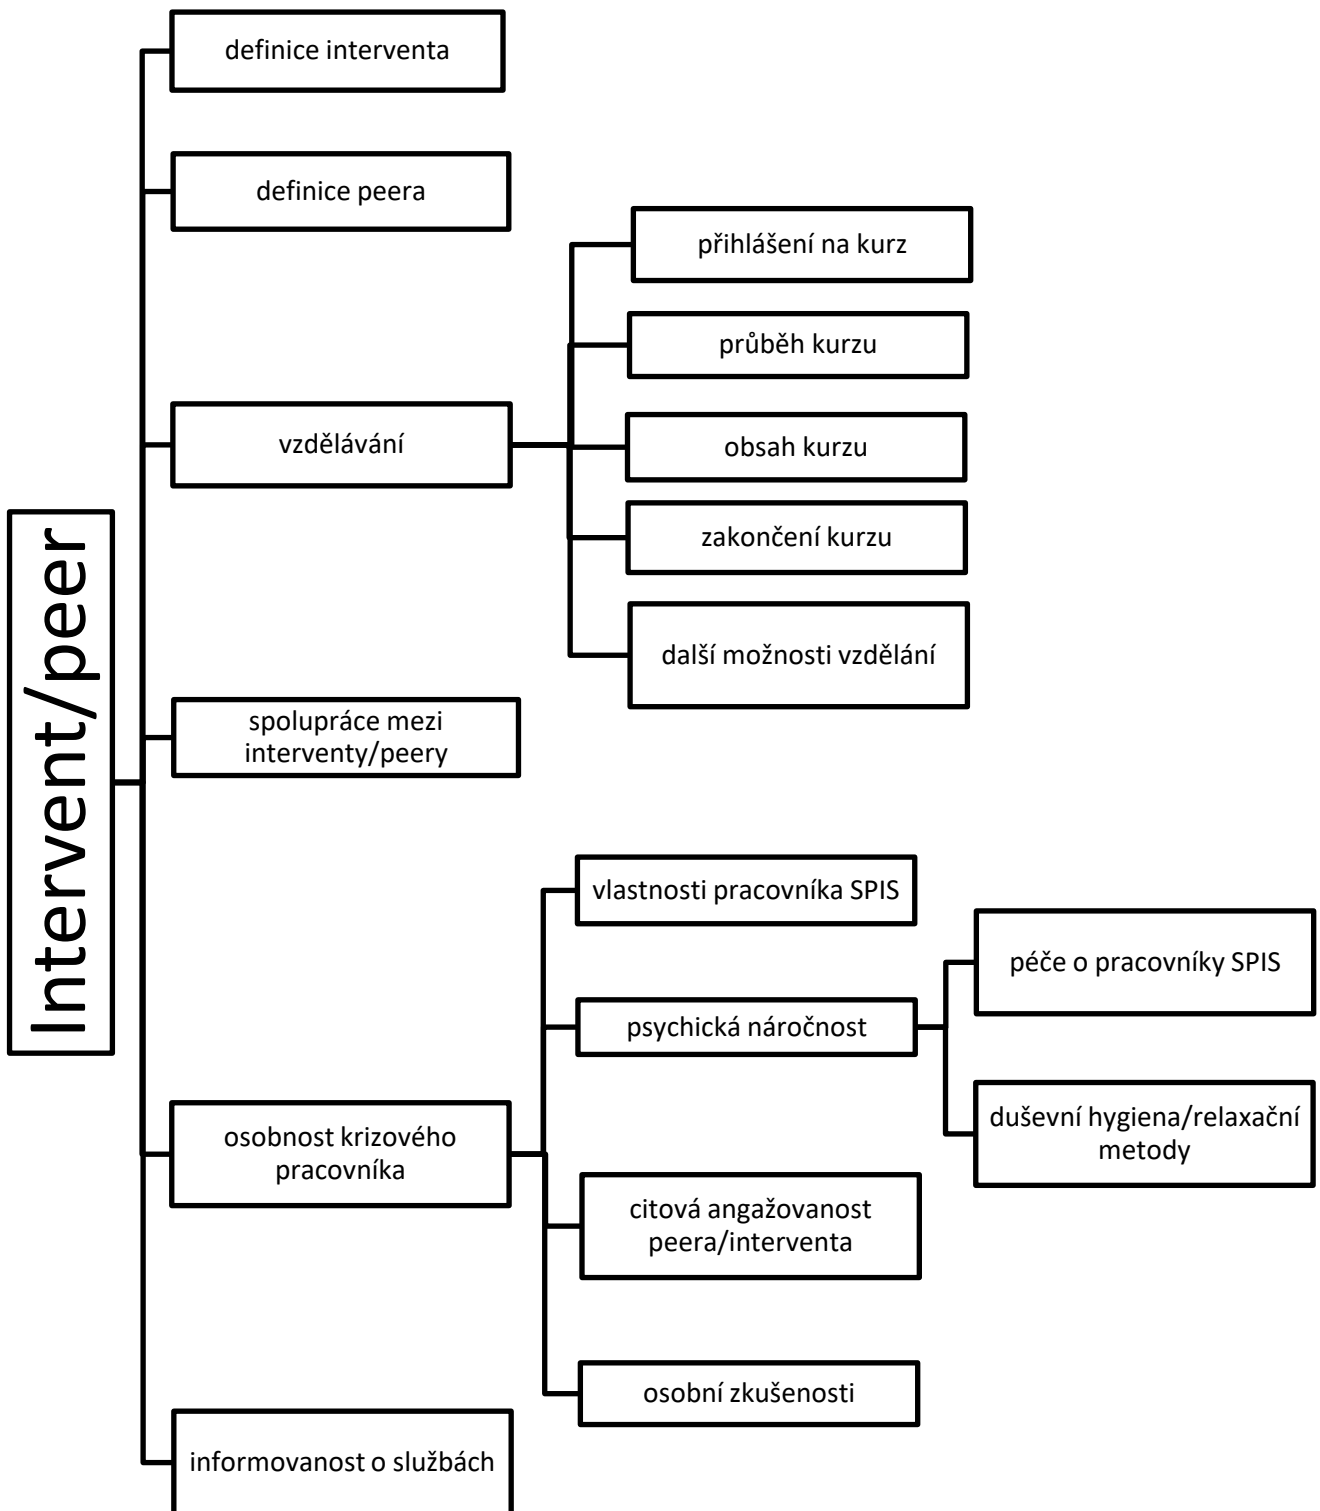 Intervent/peer
definice interventa
definice peera
vzdělávání
přihlášení na kurz
průběh kurzu
obsah kurzu
zakončení kurzu
další možnosti vzdělání
spolupráce mezi
interventy/peery
osobnost krizového
pracovníka
vlastnosti pracovníka SPIS
psychická náročnost
péče o pracovníky SPIS
duševní hygiena/relaxační
metody
citová angažovanost
peera/interventa
osobní zkušenosti
informovanost o službách